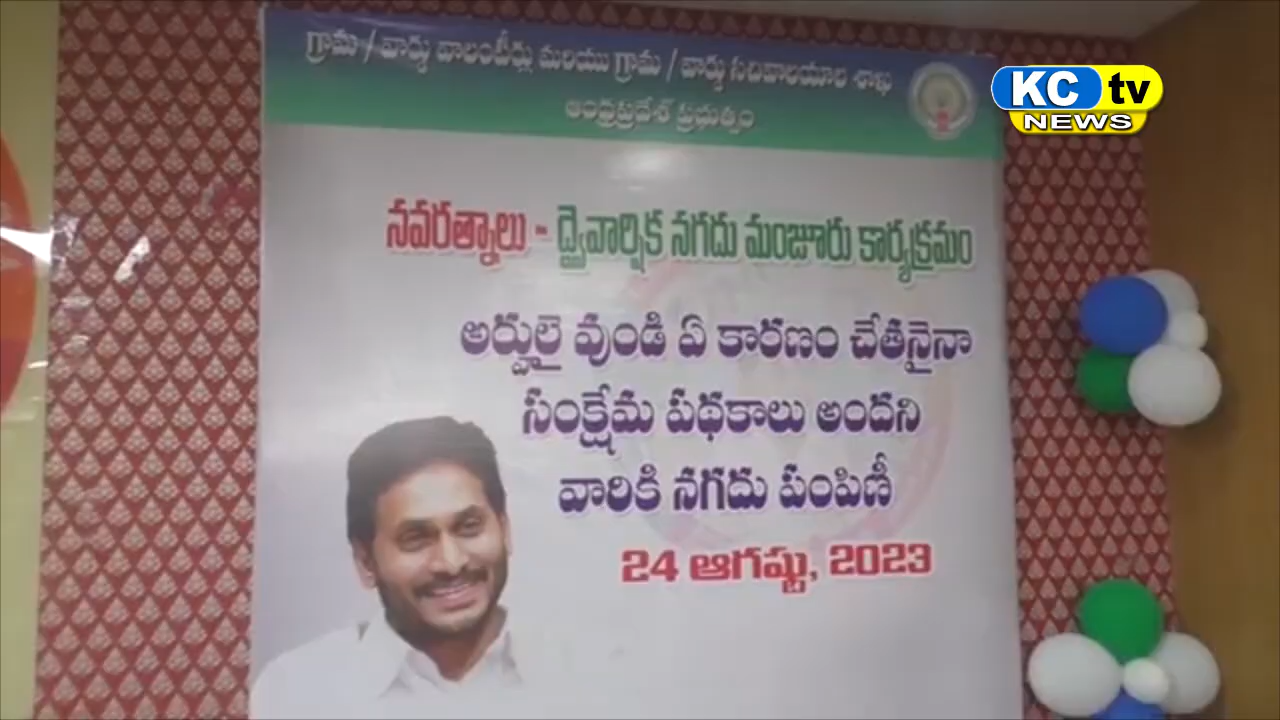 గ్రామ / వార్డు వాలంటీర్లు మరియు గ్రామ / వార్డు సచివాలయాల శాఖ
ఆంధ్రప్రదేశ్ ప్రభుత్వం
KC tv
NEWS
నవరత్నాలు - ద్వైవార్షిక నగదు మంజూరు కార్యక్రమం
అర్హులై వుండి ఏ కారణం చేతనైనా
సంక్షేమ పథకాలు అందని
వారికి నగదు పంపిణీ
24 ఆగష్టు, 2023